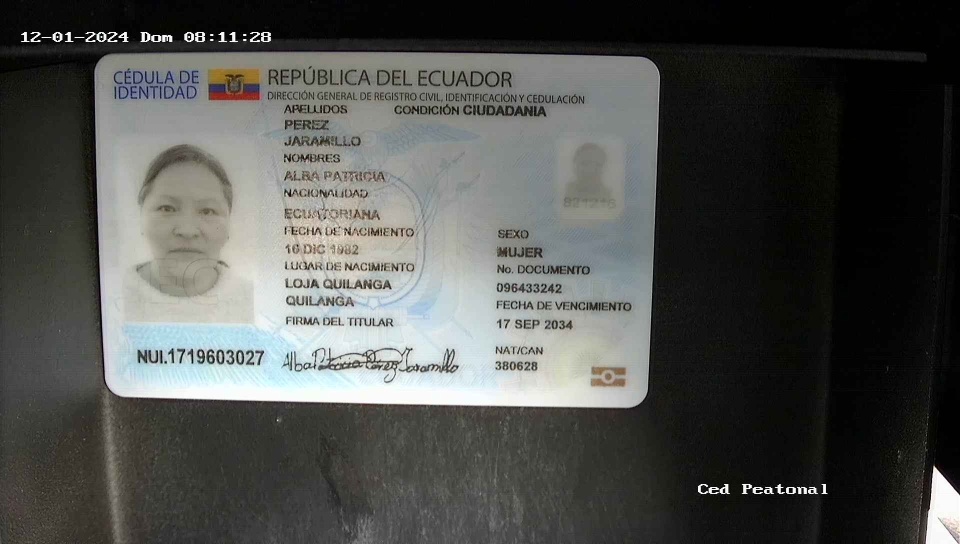 12-01-2024 Dom 08:11:28
CÉDULA DE
IDENTIDAD
REPÚBLICA DEL ECUADOR
DIRECCIÓN GENERAL DE REGISTRO CIVIL, IDENTIFICACIÓN Y CEDULACIÓN
APELLIDOS
CONDICIÓN CIUDADANIA
PEREZ
JARAMILLO
NOMBRES
ALBA PATRICIA
NACIONALIDAD
ECUATORIANA
FECHA DE NACIMIENTO
16 DIC 1982
LUGAR DE NACIMIENTO
LOJA QUILANGA
QUILANGA
FIRMA DEL TITULAR
SEXO
MUJER
No. DOCUMENTO
096433242
FECHA DE VENCIMIENTO
17 SEP 2034
NAT/CAN
380628
NUI.1719603027
Alba Patricia Pérez Jaramillo
Ced Peatonal